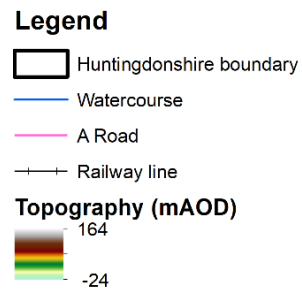 Legend
Huntingdonshire boundary
Watercourse
A Road
Railway line
Topography (mAOD)
164
-24